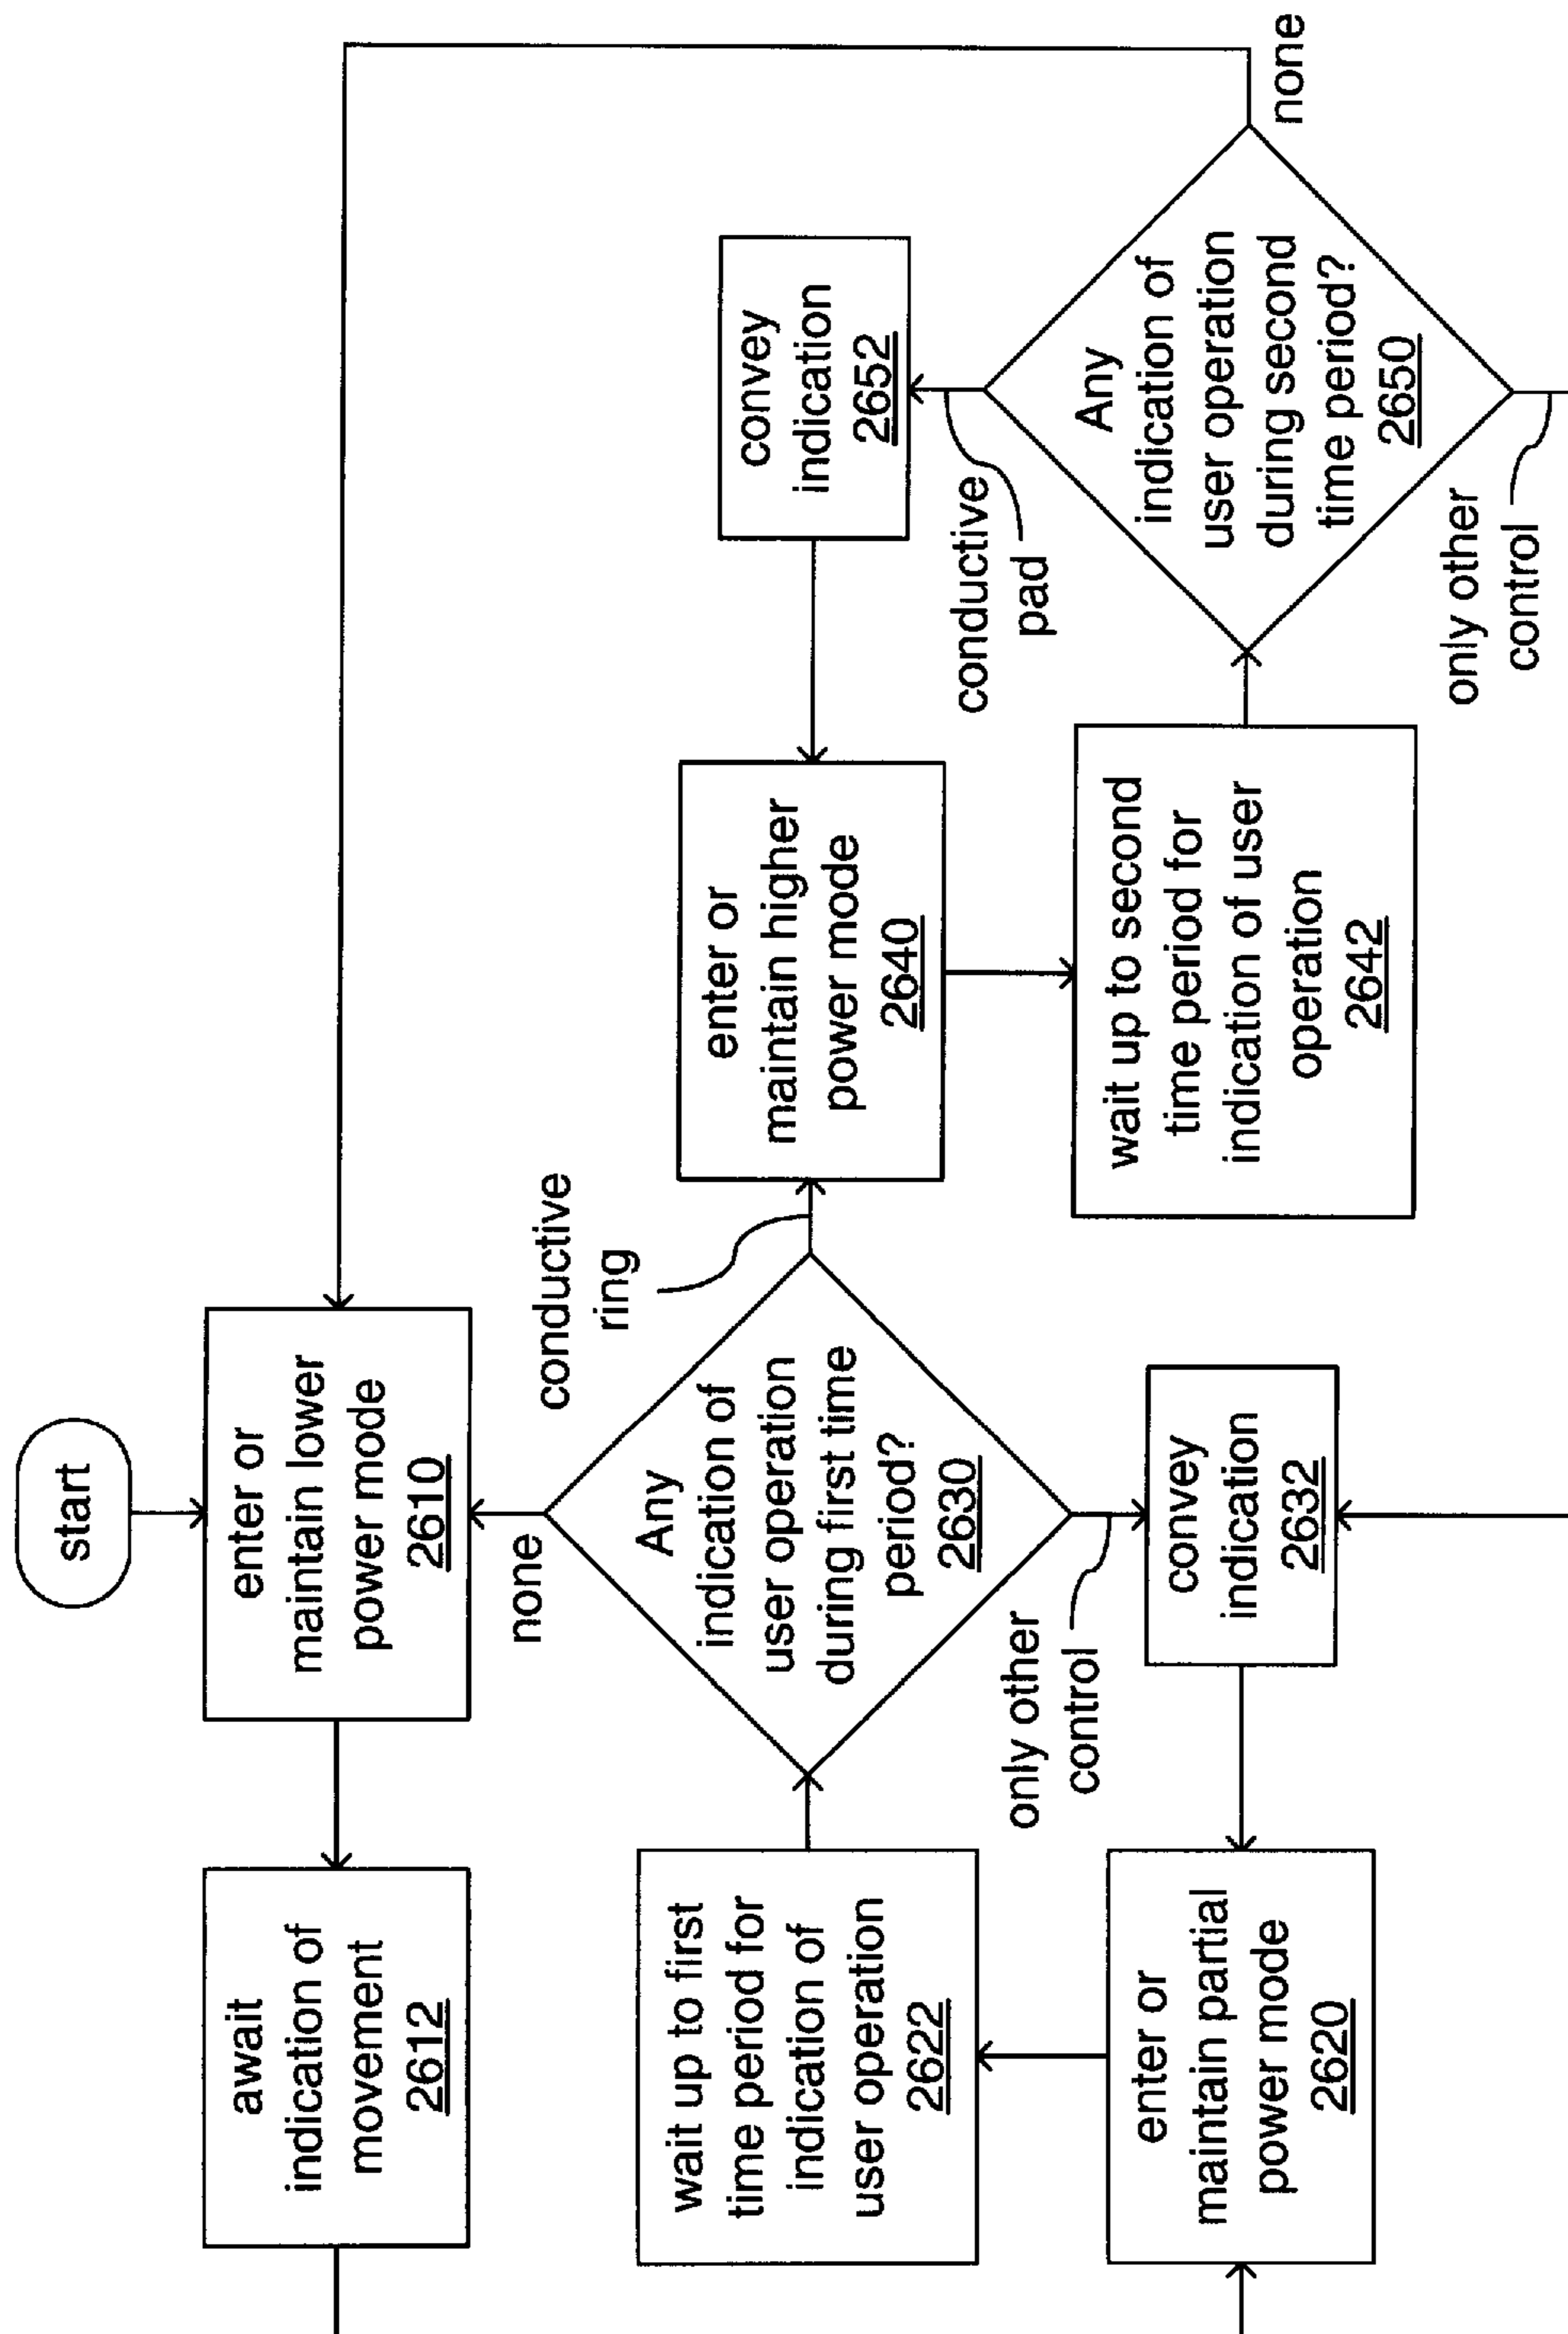 start
await
indication of
movement
2612
enter or
maintain lower
power mode
2610
none
conductive
ring
wait up to first
time period for
indication of
user operation
2622
Any
indication of
user operation
during first time
period?
2630
enter or
maintain higher
power mode
2640
convey
indication
2652
conductive
pad
only other
control
enter or
maintain partial
power mode
2620
convey
indication
2632
wait up to second
time period for
indication of user
operation
2642
Any
indication of
user operation
during second
time period?
2650
none
only other
control